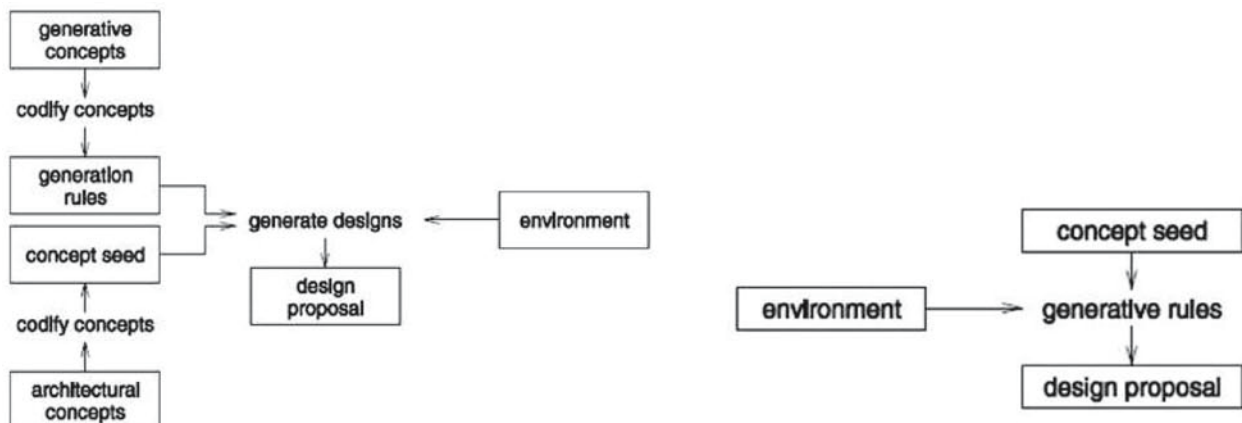 generative
concepts
codify concepts
generation
rules
generate designs
environment
concept seed
design
proposal
codify concepts
architectural
concepts
concept seed
environment
generative rules
design proposal